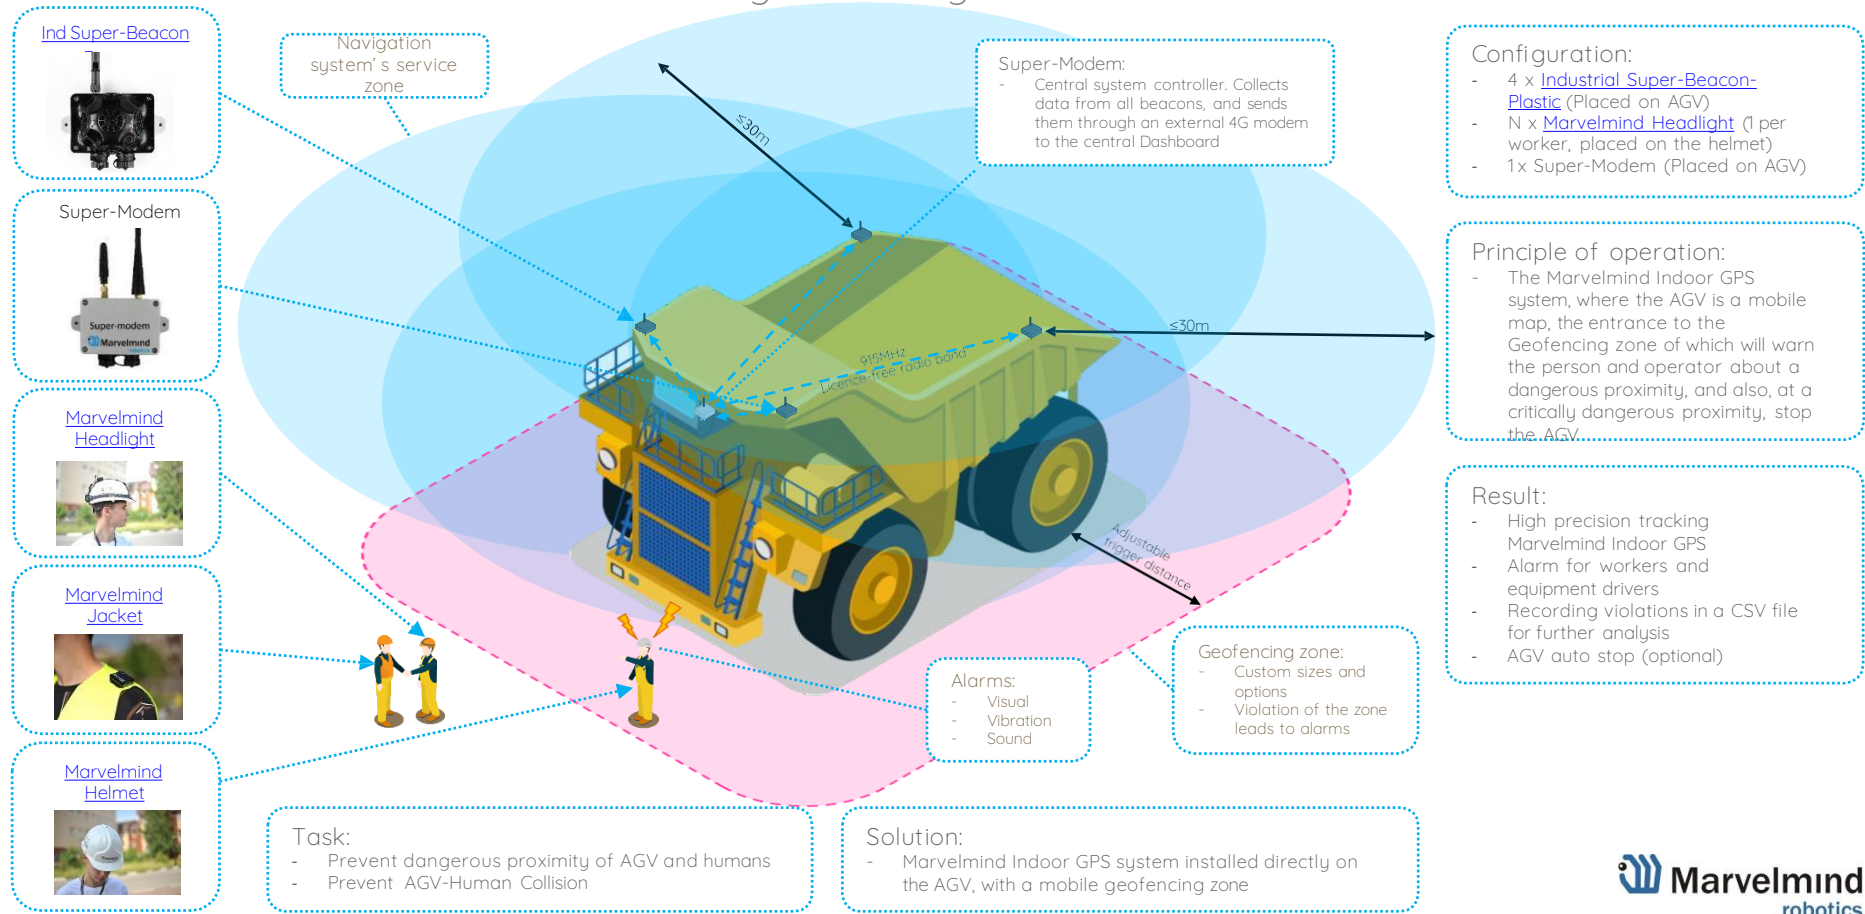 Ind Super-Beacon
Super-Modem
Super-modem
Marvelmind
robotics
Marvelmind
Headlight
Marvelmind
Jacket
Marvelmind
Helmet
Navigation
system's service
zone
≤30m
Super-Modem:
- Central system controller. Collects
data from all beacons, and sends
them through an external 4G modem
to the central Dashboard
≤30m
915MHz
Licence-free radio band
Adjustable
trigger distance
Alarms:
- Visual
- Vibration
- Sound
Geofencing zone:
- Custom sizes and
options
- Violation of the zone
leads to alarms
Task:
- Prevent dangerous proximity of AGV and humans
- Prevent AGV-Human Collision
Solution:
- Marvelmind Indoor GPS system installed directly on
the AGV, with a mobile geofencing zone
Configuration:
- 4 x Industrial Super-Beacon-
Plastic (Placed on AGV)
- N x Marvelmind Headlight (1 per
worker, placed on the helmet)
- 1 x Super-Modem (Placed on AGV)
Principle of operation:
- The Marvelmind Indoor GPS
system, where the AGV is a mobile
map, the entrance to the
Geofencing zone of which will warn
the person and operator about a
dangerous proximity, and also, at a
critically dangerous proximity, stop
the AGV
Result:
- High precision tracking
Marvelmind Indoor GPS
- Alarm for workers and
equipment drivers
- Recording violations in a CSV file
for further analysis
- AGV auto stop (optional)
Marvelmind
robotics